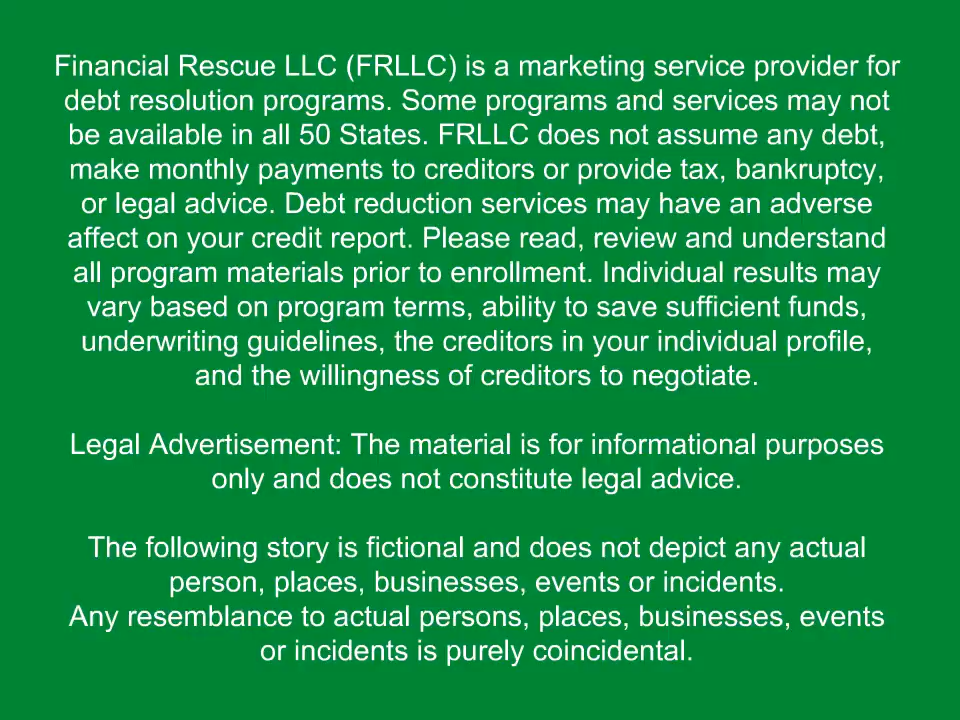 Financial Rescue LLC (FRLLC) is a marketing service provider for
debt resolution programs. Some programs and services may not
be available in all 50 States. FRLLC does not assume any debt,
make monthly payments to creditors or provide tax, bankruptcy,
or legal advice. Debt reduction services may have an adverse
affect on your credit report. Please read, review and understand
all program materials prior to enrollment. Individual results may
vary based on program terms, ability to save sufficient funds,
underwriting guidelines, the creditors in your individual profile,
and the willingness of creditors to negotiate.
Legal Advertisement: The material is for informational purposes
only and does not constitute legal advice.
The following story is fictional and does not depict any actual
person, places, businesses, events or incidents.
Any resemblance to actual persons, places, businesses, events
or incidents is purely coincidental.